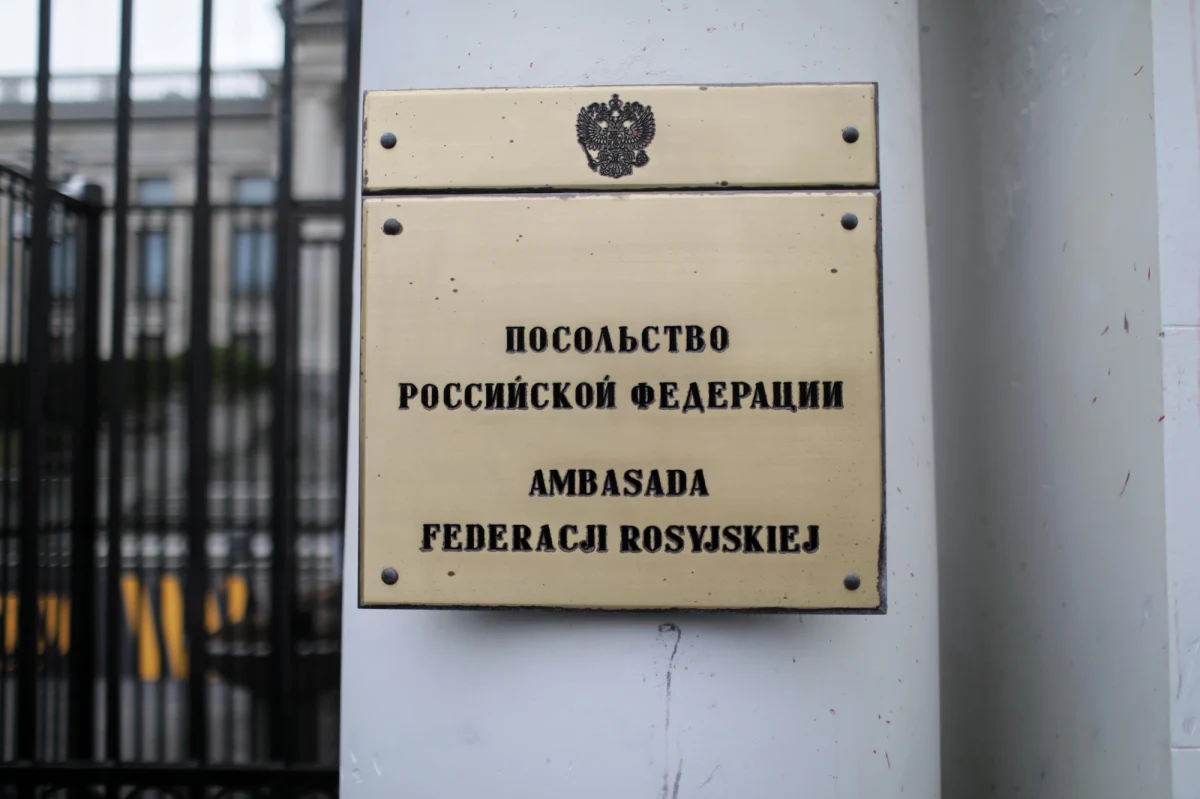 ПОСОЛЬСТВО
РОССИЙСКОЙ ФЕДЕРАЦИИ
AMBASADA
FEDERACJI ROSYJSKIEJ